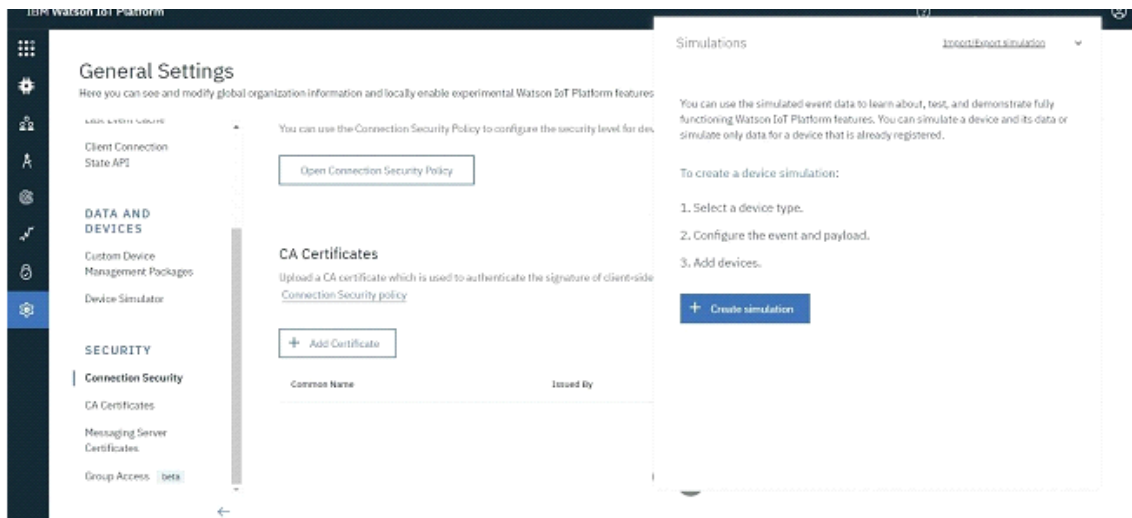 IBM Watson IoT Platform
General Settings
Here you can see and modify global organization information and locally enable experimental Watson IoT Platform features
Last Event Cache
Client Connection
State API
DATA AND
DEVICES
Custom Device
Management Packages
Device Simulator
SECURITY
Connection Security
CA Certificates
Messaging Server
Certificates
Group Access beta
You can use the Connection Security Policy to configure the security level for dev
Open Connection Security Policy
CA Certificates
Upload a CA certificate which is used to authenticate the signature of client-side
Connection Security policy
+ Add Certificate
Common Name
Issued By
Simulations
Import/Export simulation
You can use the simulated event data to learn about, test, and demonstrate fully
functioning Watson IoT Platform features. You can simulate a device and its data or
simulate only data for a device that is already registered.
To create a device simulation:
1. Select a device type.
2. Configure the event and payload.
3. Add devices.
+ Create simulation